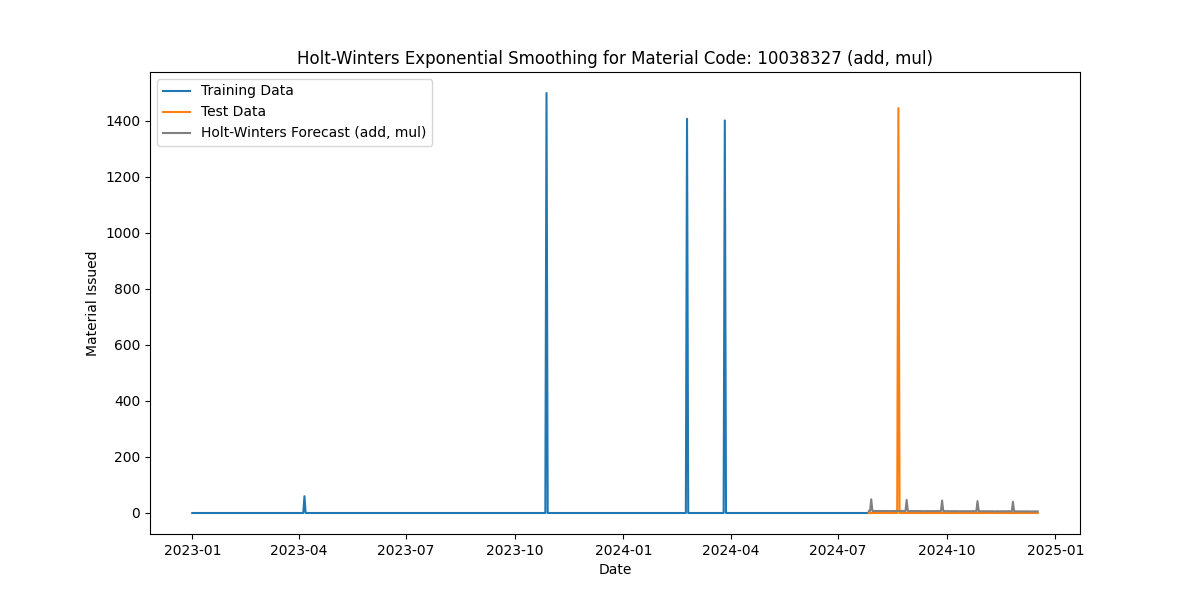 Holt-Winters Exponential Smoothing for Material Code: 10038327 (add, mul)
Training Data
Test Data
Holt-Winters Forecast (add, mul)
Material Issued
1400
1200
1000
800
600
400
200
0
2023-01 2023-04 2023-07 2023-10 2024-01 2024-04 2024-07 2024-10 2025-01
Date